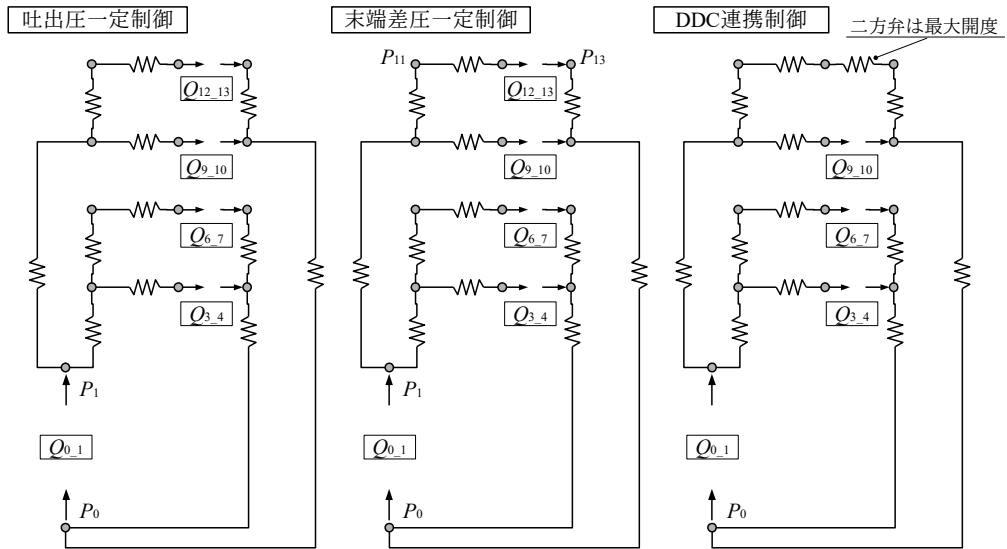 吐出圧一定制御
Q12_13
Q9_10
Q6_7
Q3_4
P1
Q0_1
P0
末端差圧一定制御
P11
P13
Q12_13
Q9_10
Q6_7
Q3_4
P1
Q0_1
P0
DDC連携制御
二方弁は最大開度
Q9_10
Q6_7
Q3_4
Q0_1
P0